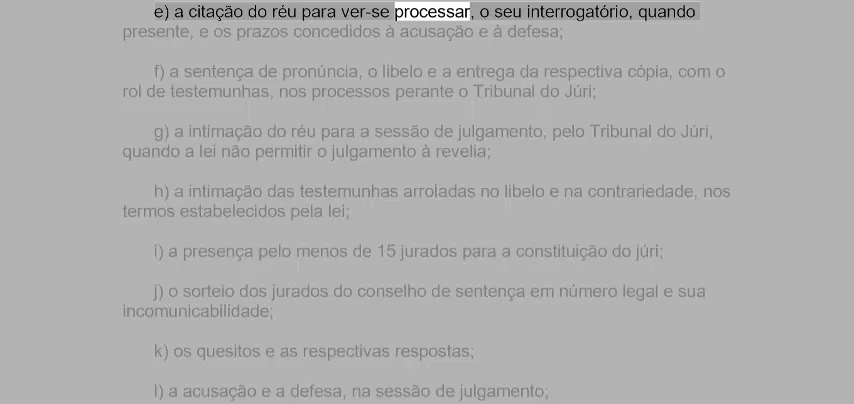 e) a citação do réu para ver-se processar, o seu interrogatório, quando
presente, e os prazos concedidos à acusação e à defesa;
f) a sentença de pronúncia, o libelo e a entrega da respectiva cópia, com o
rol de testemunhas, nos processos perante o Tribunal do Júri;
g) a intimação do réu para a sessão de julgamento, pelo Tribunal do Júri,
quando a lei não permitir o julgamento à revelia;
h) a intimação das testemunhas arroladas no libelo e na contrariedade, nos
termos estabelecidos pela lei;
i) a presença pelo menos de 15 jurados para a constituição do júri;
j) o sorteio dos jurados do conselho de sentença em número legal e sua
incomunicabilidade;
k) os quesitos e as respectivas respostas;
l) a acusação e a defesa, na sessão de julgamento;